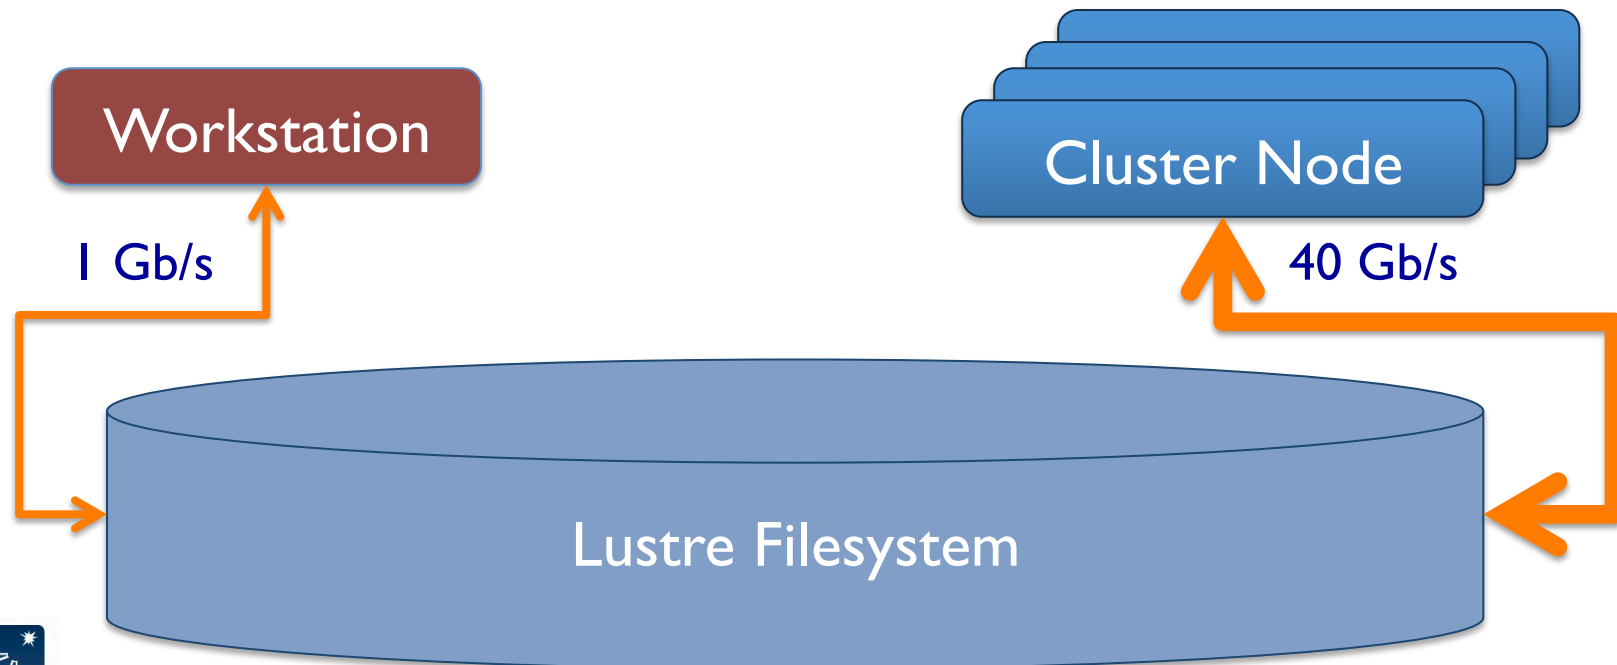 Workstation
Cluster Node
1 Gb/s
40 Gb/s
Lustre Filesystem